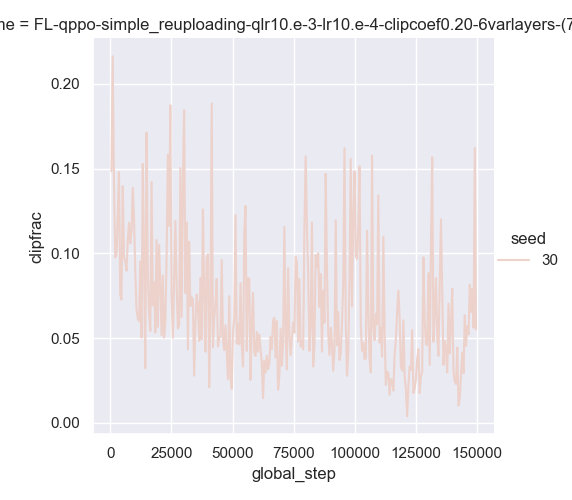 ne = FL-qppo-simple_reuploading-qlr10.e-3-lr10.e-4-clipcoef0.20-6varlayers-(7
0.20
0.15
0.10
0.05
0.00
clipfrac
0 25000 50000 75000 100000 125000 150000
global_step
seed
30